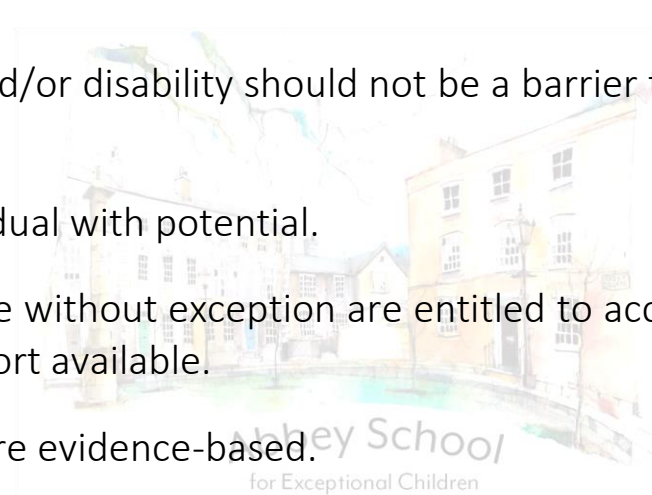 d/or disability should not be a barrier
dual with potential.
e without exception are entitled to acc
ort available.
re evidence-based.
Abbey School
for Exceptional Children